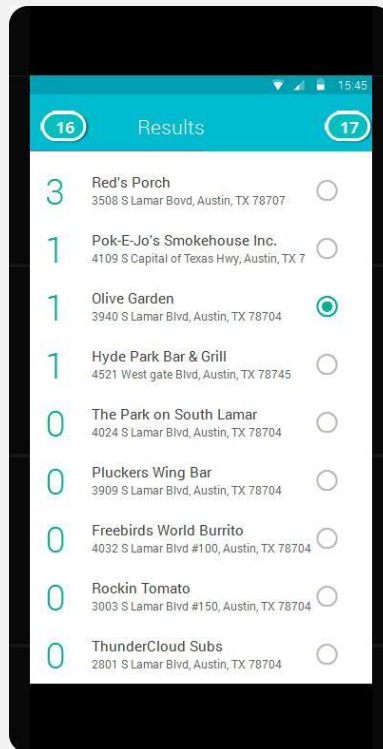 15:45
16 Results 17
3 Red's Porch
3508 S Lamar Bovd, Austin, TX 78707
1 Pok-E-Jo's Smokehouse Inc.
4109 S Capital of Texas Hwy, Austin, TX 7
1 Olive Garden
3940 S Lamar Blvd, Austin, TX 78704
1 Hyde Park Bar & Grill
4521 West gate Blvd, Austin, TX 78745
0 The Park on South Lamar
4024 S Lamar Blvd, Austin, TX 78704
0 Pluckers Wing Bar
3909 S Lamar Blvd, Austin, TX 78704
0 Freebirds World Burrito
4032 S Lamar Blvd #100, Austin, TX 78704
0 Rockin Tomato
3003 S Lamar Blvd #150, Austin, TX 78704
0 ThunderCloud Subs
2801 S Lamar Blvd, Austin, TX 78704